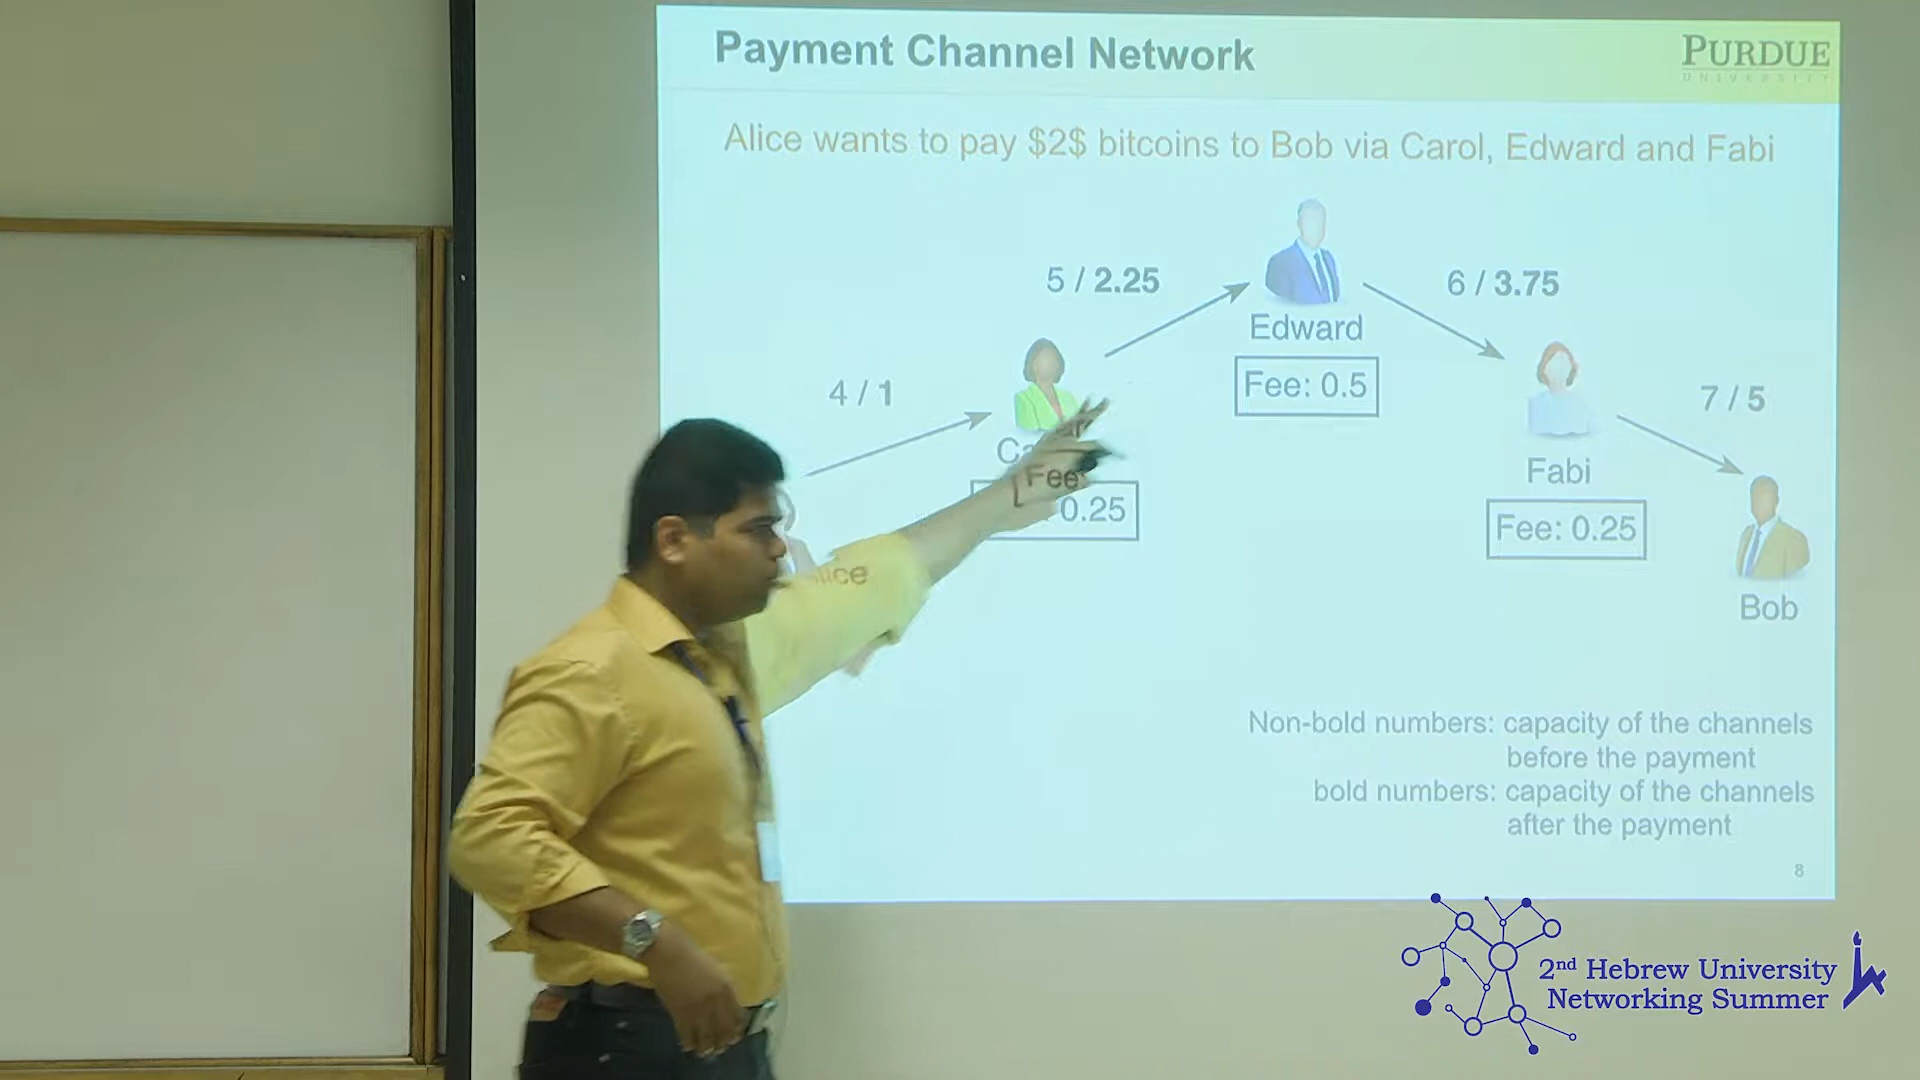 Payment Channel Network
PURDUE
UNIVERSITY
Alice wants to pay $2$ bitcoins to Bob via Carol, Edward and Fabi
5 / 2.25
6 / 3.75
Edward
Fee: 0.5
4 / 1
7 / 5
Fee
0.25
Fabi
Fee: 0.25
Bob
Non-bold numbers: capacity of the channels
before the payment
bold numbers: capacity of the channels
after the payment
8
2nd Hebrew University
Networking Summer